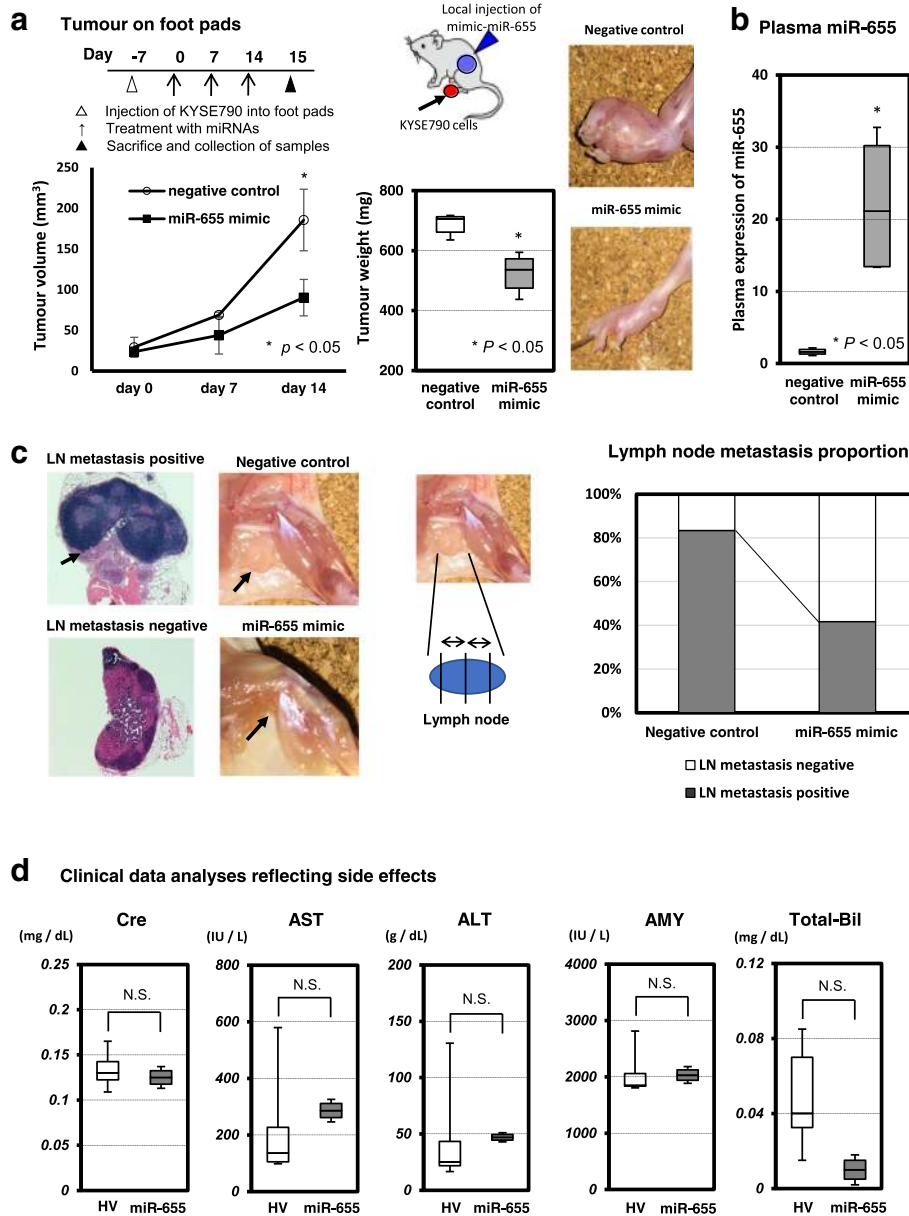 a Tumour on foot pads
Day -7 0 7 14 15
Injection of KYSE790 into foot pads
Treatment with miRNAs
Sacrifice and collection of samples
Tumour volume (mm³)
250
200
150
100
50
0
negative control
miR-655 mimic
*
* p < 0.05
day 0 day 7 day 14
Local injection of
mimic-miR-655
KYSE790 cells
Tumour weight (mg)
800
600
400
200
*
* P < 0.05
negative control
miR-655 mimic
Negative control
miR-655 mimic
b Plasma miR-655
Plasma expression of miR-655
40
30
20
10
0
*
* P < 0.05
negative control
miR-655 mimic
c
LN metastasis positive
Negative control
LN metastasis negative
miR-655 mimic
Lymph node
Lymph node metastasis proportion
100%
80%
60%
40%
20%
0%
Negative control miR-655 mimic
LN metastasis negative
LN metastasis positive
d Clinical data analyses reflecting side effects
Cre
(mg / dL)
0.25
0.2
0.15
0.1
0.05
0
N.S.
HV miR-655
AST
(IU / L)
800
600
400
200
0
N.S.
HV miR-655
ALT
(g / dL)
200
150
100
50
0
N.S.
HV miR-655
AMY
(IU / L)
4000
3000
2000
1000
0
N.S.
HV miR-655
Total-Bil
(mg / dL)
0.12
0.08
0.04
0
N.S.
HV miR-655